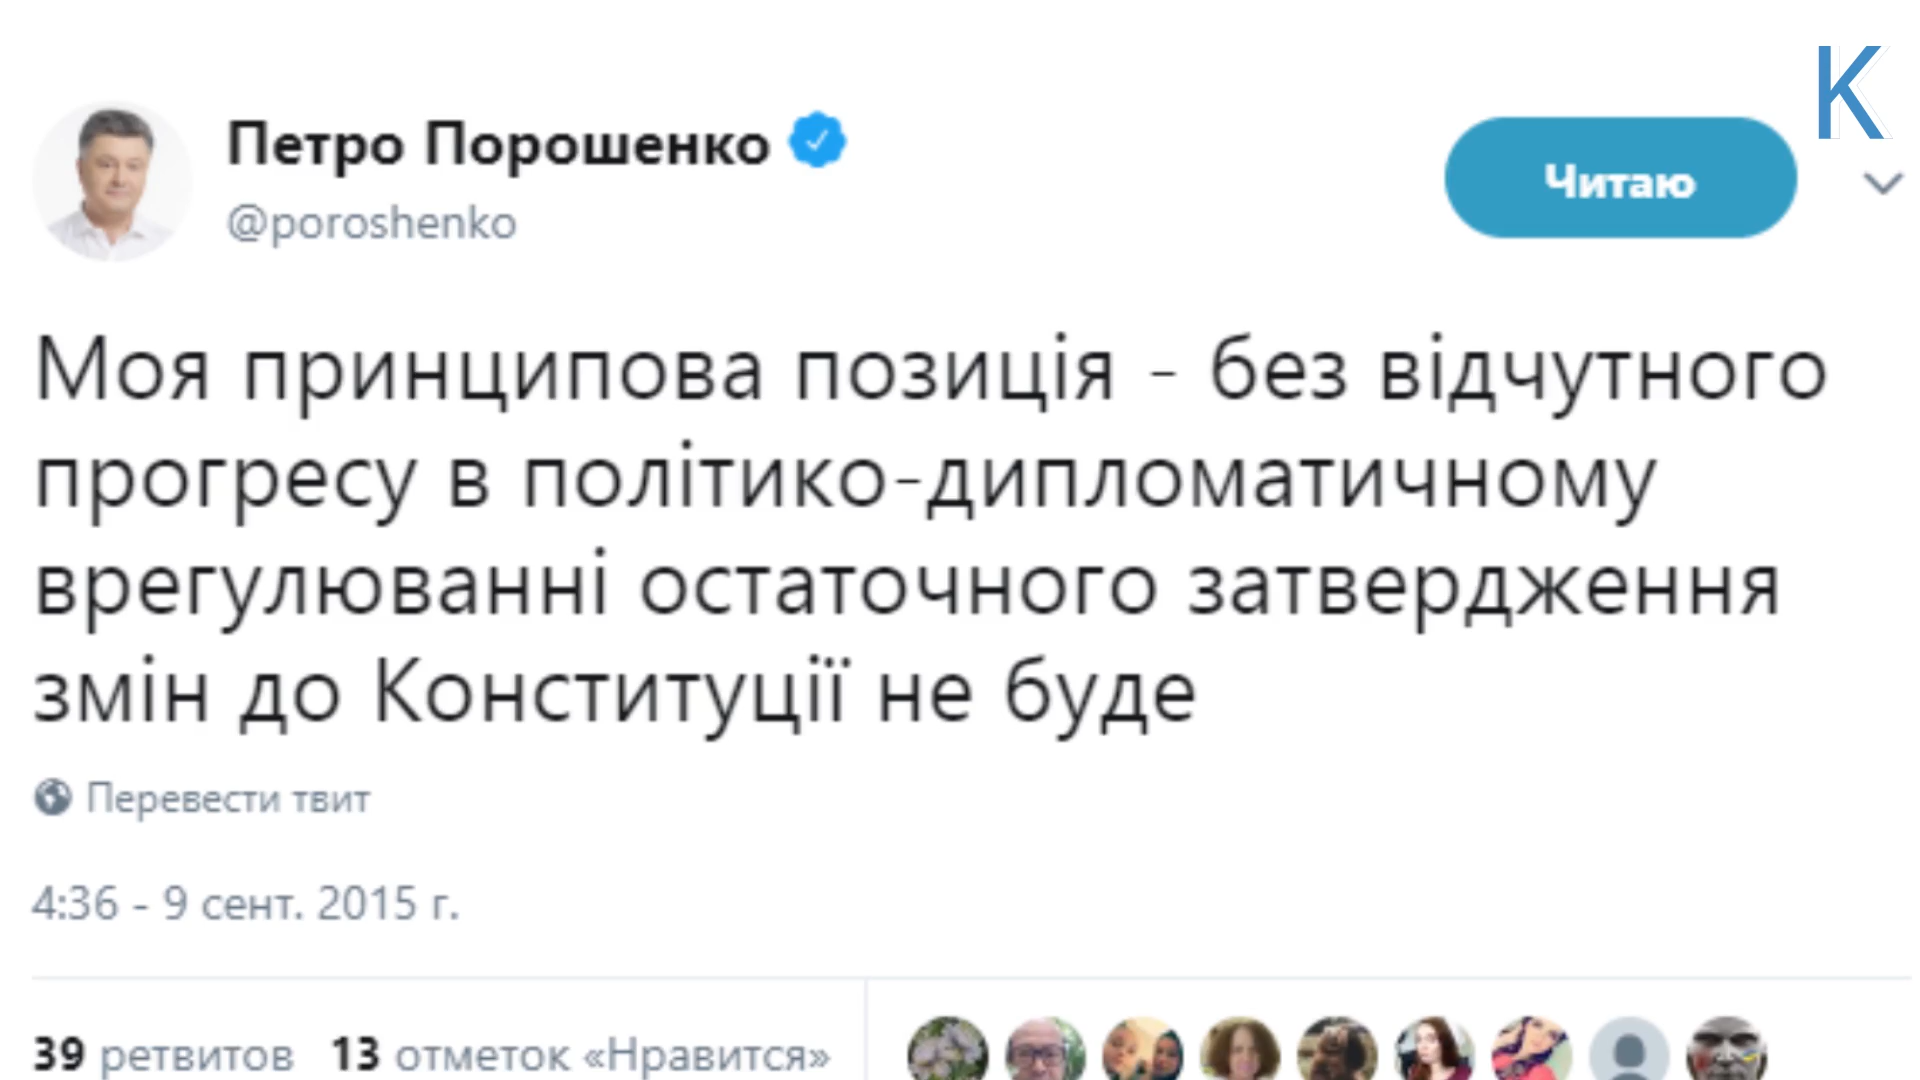 K
Петро Порошенко
@poroshenko
Читаю
Моя принципова позиція - без відчутного
прогресу в політико-дипломатичному
врегулюванні остаточного затвердження
змін до Конституції не буде
Перевести твит
4:36 - 9 сент. 2015 г.
39 ретвитов 13 отметок «Нравится»